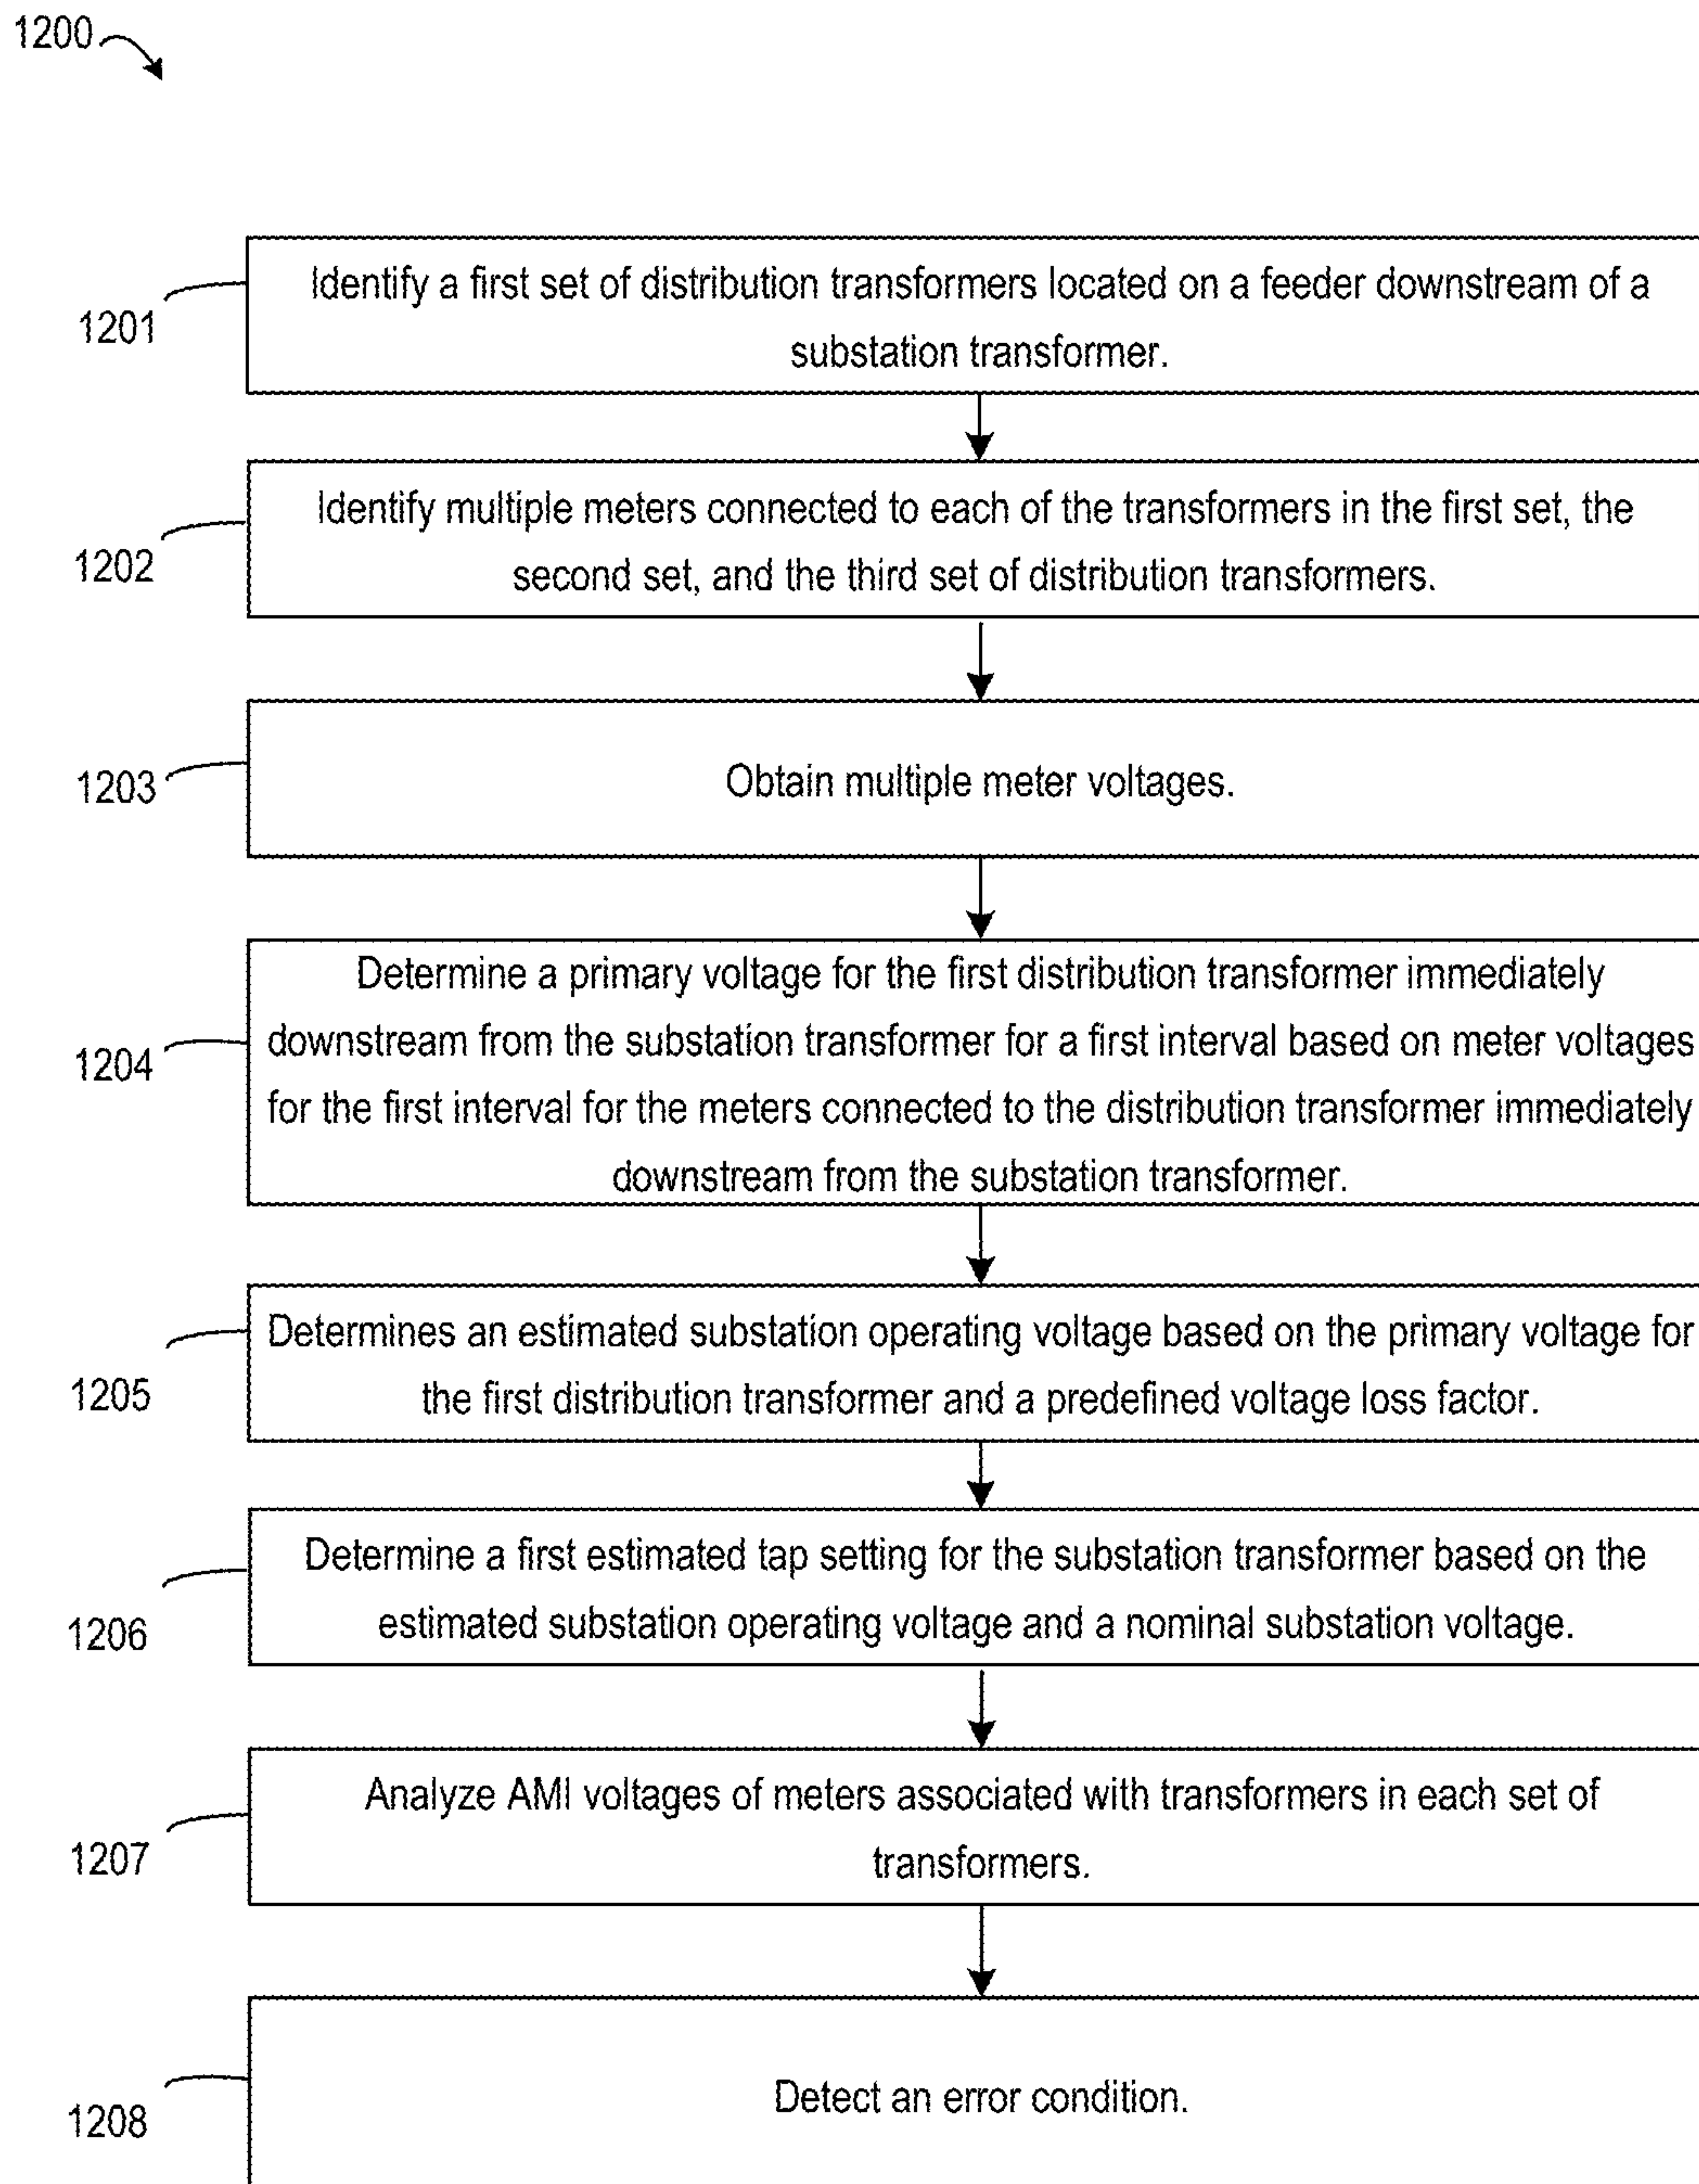 1200
Identify a first set of distribution transformers located on a feeder downstream of a
substation transformer.
1201
Identify multiple meters connected to each of the transformers in the first set, the
second set, and the third set of distribution transformers.
1202
Obtain multiple meter voltages.
1203
Determine a primary voltage for the first distribution transformer immediately
downstream from the substation transformer for a first interval based on meter voltages
for the first interval for the meters connected to the distribution transformer immediately
downstream from the substation transformer.
1204
Determines an estimated substation operating voltage based on the primary voltage for
the first distribution transformer and a predefined voltage loss factor.
1205
Determine a first estimated tap setting for the substation transformer based on the
estimated substation operating voltage and a nominal substation voltage.
1206
Analyze AMI voltages of meters associated with transformers in each set of
transformers.
1207
Detect an error condition.
1208